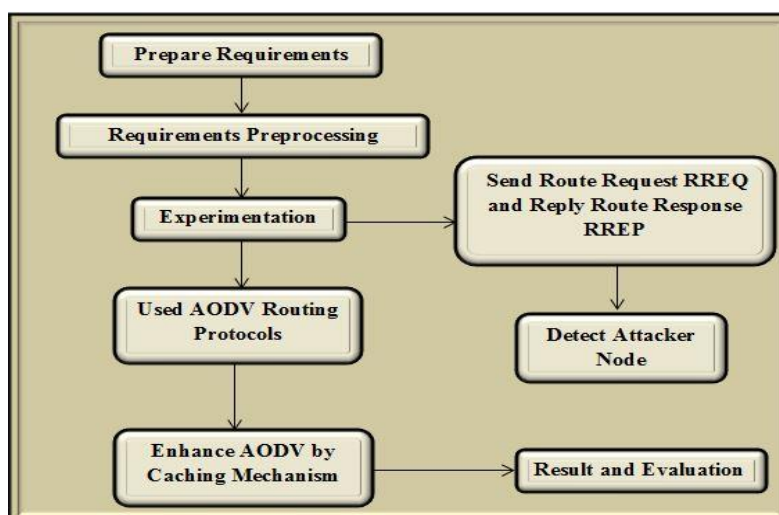 Prepare Requirements
Requirements Preprocessing
Experimentation
Send Route Request RREQ
and Reply Route Response
RREP
Used AODV Routing
Protocols
Detect Attacker
Node
Enhance AODV by
Caching Mechanism
Result and Evaluation